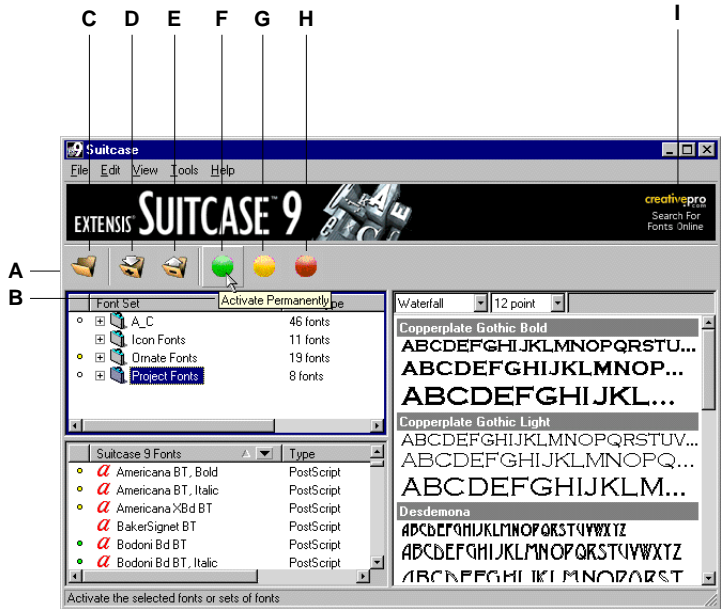 C D E F G H I
A
B
Suitcase
File Edit View Tools Help
EXTENSIS SUITCASE™ 9
creativepro
.com
Search For
Fonts Online
Activate Permanently
Font Set
A_C 46 fonts
Icon Fonts 11 fonts
Ornate Fonts 19 fonts
Project Fonts 8 fonts
Suitcase 9 Fonts Type
Americana BT, Bold PostScript
Americana BT, Italic PostScript
Americana XBd BT PostScript
BakerSignet BT PostScript
Bodoni Bd BT PostScript
Bodoni Bd BT, Italic PostScript
Waterfall 12 point
Copperplate Gothic Bold
ABCDEFGHIJKLMNOPQRSTU...
ABCDEFGHIJKLMNOP...
ABCDEFGHIJKL...
Copperplate Gothic Light
ABCDEFGHIJKLMNOPQRSTUV...
ABCDEFGHIJKLMNOPQ...
ABCDEFGHIJKLM...
Desdemona
ABCDEFGHIJKLMNOPQRSTUVWXYZ
ABCDEFGHIJKLMNOPQRSTUVWXYZ
Activate the selected fonts or sets of fonts